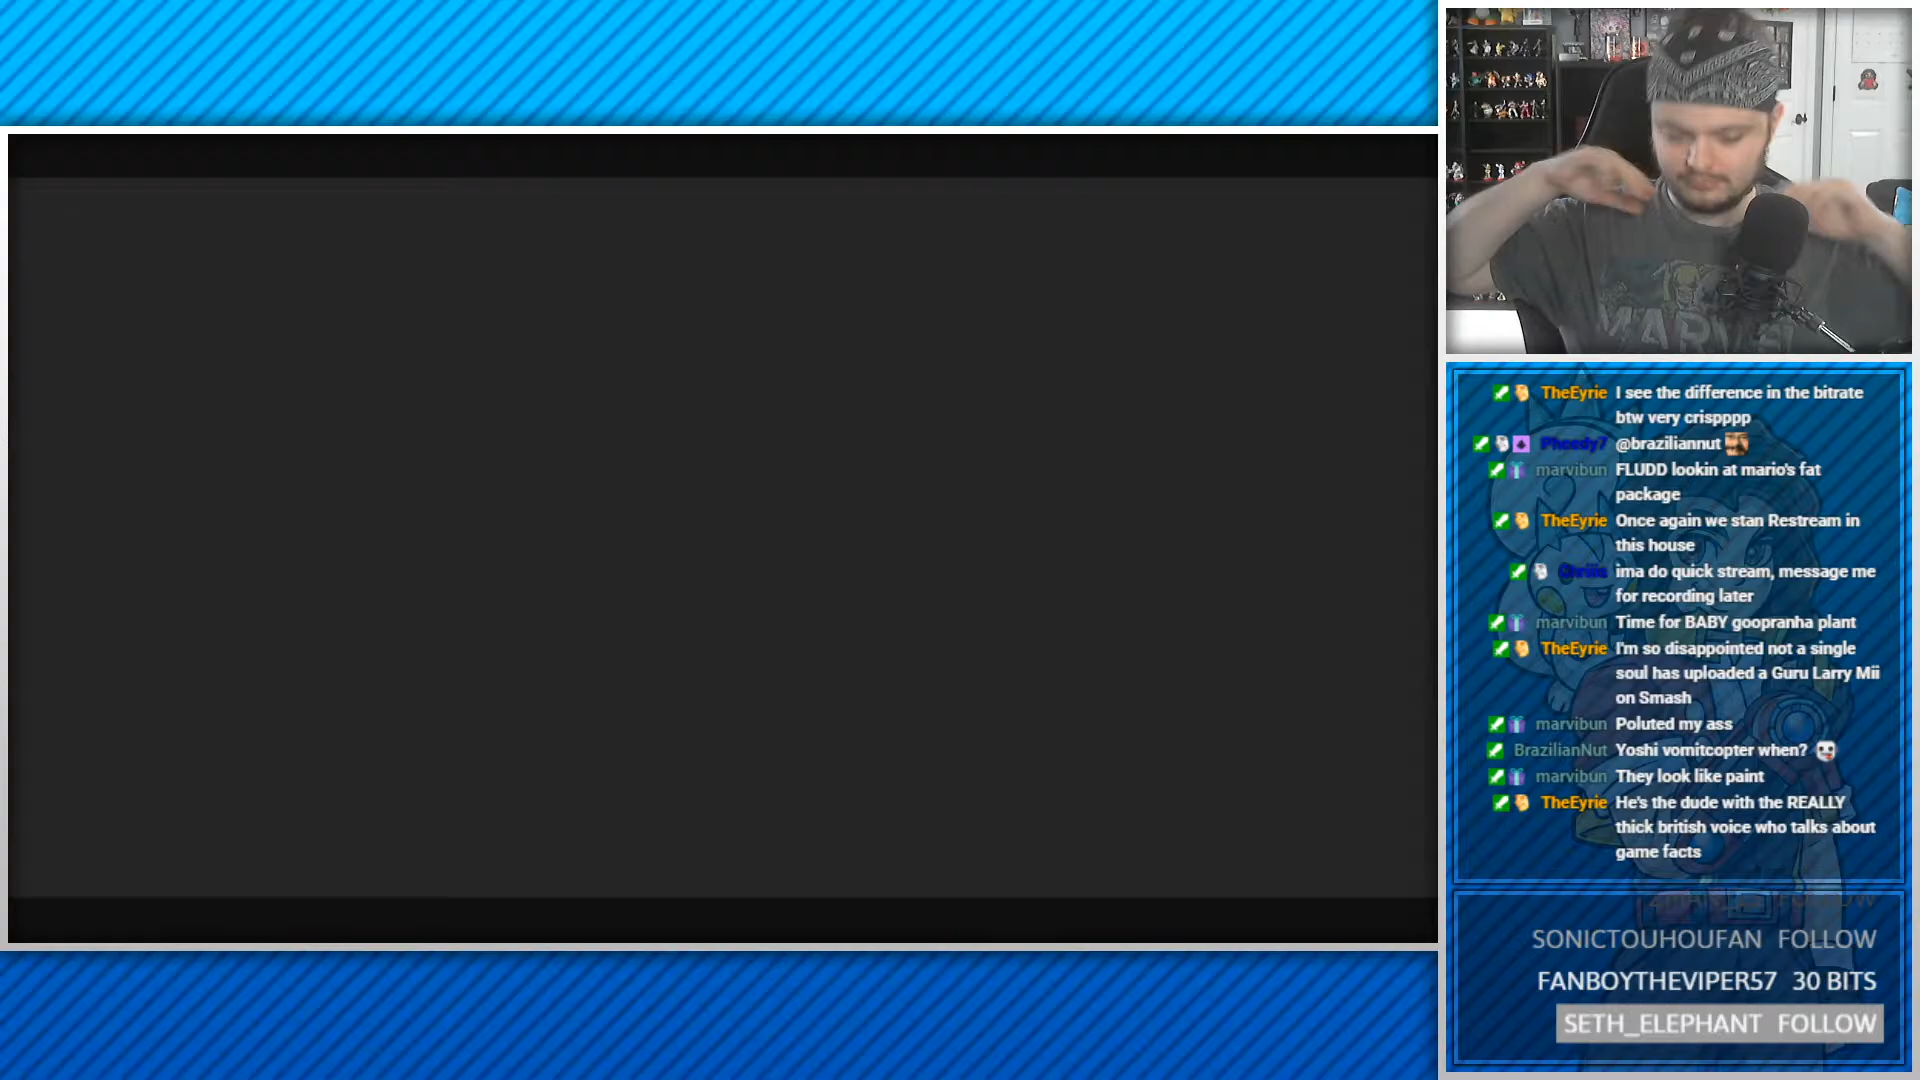 TheEyrie I see the difference in the bitrate
btw very crispppp
Pheedy7 @braziliannut
marvibun FLUDD lookin at mario's fat
package
TheEyrie Once again we stan Restream in
this house
ima do quick stream, message me
for recording later
marvibun Time for BABY goopranha plant
TheEyrie I'm so disappointed not a single
soul has uploaded a Guru Larry Mii
on Smash
marvibun Poluted my ass
BrazilianNut Yoshi vomitcopter when?
marvibun They look like paint
TheEyrie He's the dude with the REALLY
thick british voice who talks about
game facts
FOLLOW
SONICTOUHOUFAN FOLLOW
FANBOYTHEVIPER57 30 BITS
SETH_ELEPHANT FOLLOW